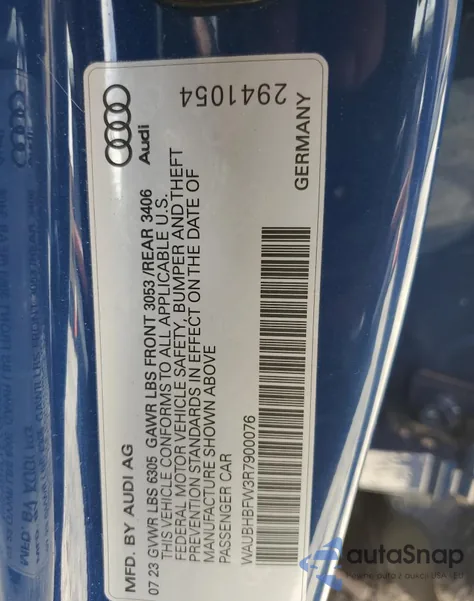 Audi
2941054
MFD. BY AUDI AG
07 23 GVWR LBS 6305 GAWR LBS FRONT 3053 /REAR 3406
THIS VEHICLE CONFORMS TO ALL APPLICABLE U.S.
FEDERAL MOTOR VEHICLE SAFETY, BUMPER AND THEFT
PREVENTION STANDARDS IN EFFECT ON THE DATE OF
MANUFACTURE SHOWN ABOVE
PASSENGER CAR
WAUBHBFW3R7900076
GERMANY
autoSnap